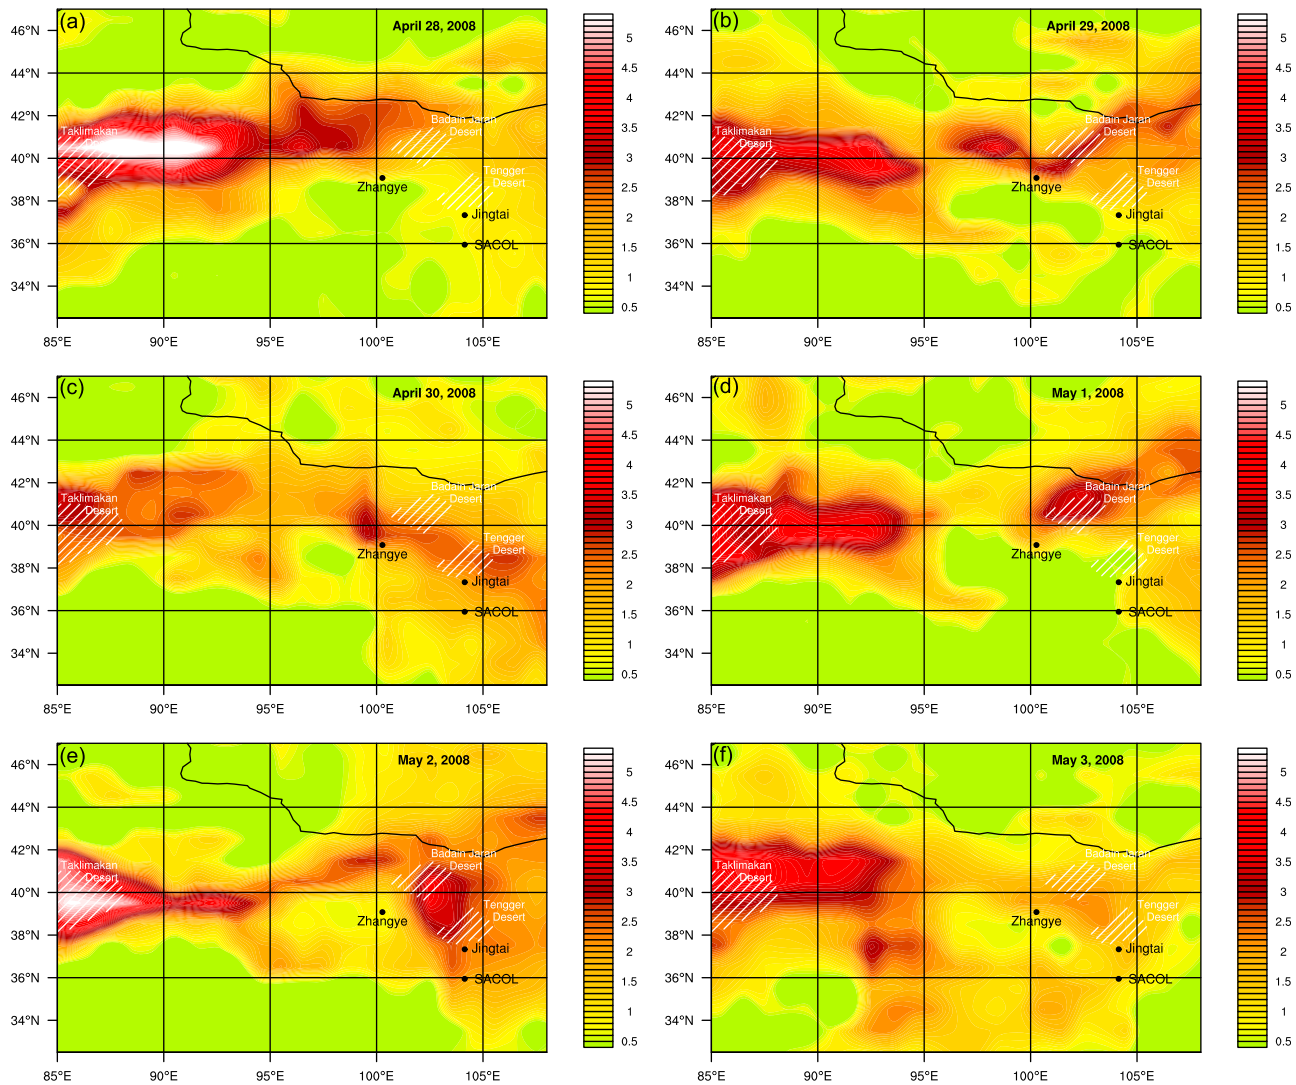 (a)
April 28, 2008
46°N
44°N
42°N
40°N
38°N
36°N
34°N
85°E
90°E
95°E
100°E
105°E
Taklimakan
Desert
Badain Jaran
Desert
Tengger
Desert
Zhangye
Jingtai
SACOL
5
4.5
4
3.5
3
2.5
2
1.5
1
0.5
(b)
April 29, 2008
46°N
44°N
42°N
40°N
38°N
36°N
34°N
85°E
90°E
95°E
100°E
105°E
Taklimakan
Desert
Badain Jaran
Desert
Tengger
Desert
Zhangye
Jingtai
SACOL
5
4.5
4
3.5
3
2.5
2
1.5
1
0.5
(c)
April 30, 2008
46°N
44°N
42°N
40°N
38°N
36°N
34°N
85°E
90°E
95°E
100°E
105°E
Taklimakan
Desert
Badain Jaran
Desert
Tengger
Desert
Zhangye
Jingtai
SACOL
5
4.5
4
3.5
3
2.5
2
1.5
1
0.5
(d)
May 1, 2008
46°N
44°N
42°N
40°N
38°N
36°N
34°N
85°E
90°E
95°E
100°E
105°E
Taklimakan
Desert
Badain Jaran
Desert
Tengger
Desert
Zhangye
Jingtai
SACOL
5
4.5
4
3.5
3
2.5
2
1.5
1
0.5
(e)
May 2, 2008
46°N
44°N
42°N
40°N
38°N
36°N
34°N
85°E
90°E
95°E
100°E
105°E
Taklimakan
Desert
Badain Jaran
Desert
Tengger
Desert
Zhangye
Jingtai
SACOL
5
4.5
4
3.5
3
2.5
2
1.5
1
0.5
(f)
May 3, 2008
46°N
44°N
42°N
40°N
38°N
36°N
34°N
85°E
90°E
95°E
100°E
105°E
Taklimakan
Desert
Badain Jaran
Desert
Tengger
Desert
Zhangye
Jingtai
SACOL
5
4.5
4
3.5
3
2.5
2
1.5
1
0.5